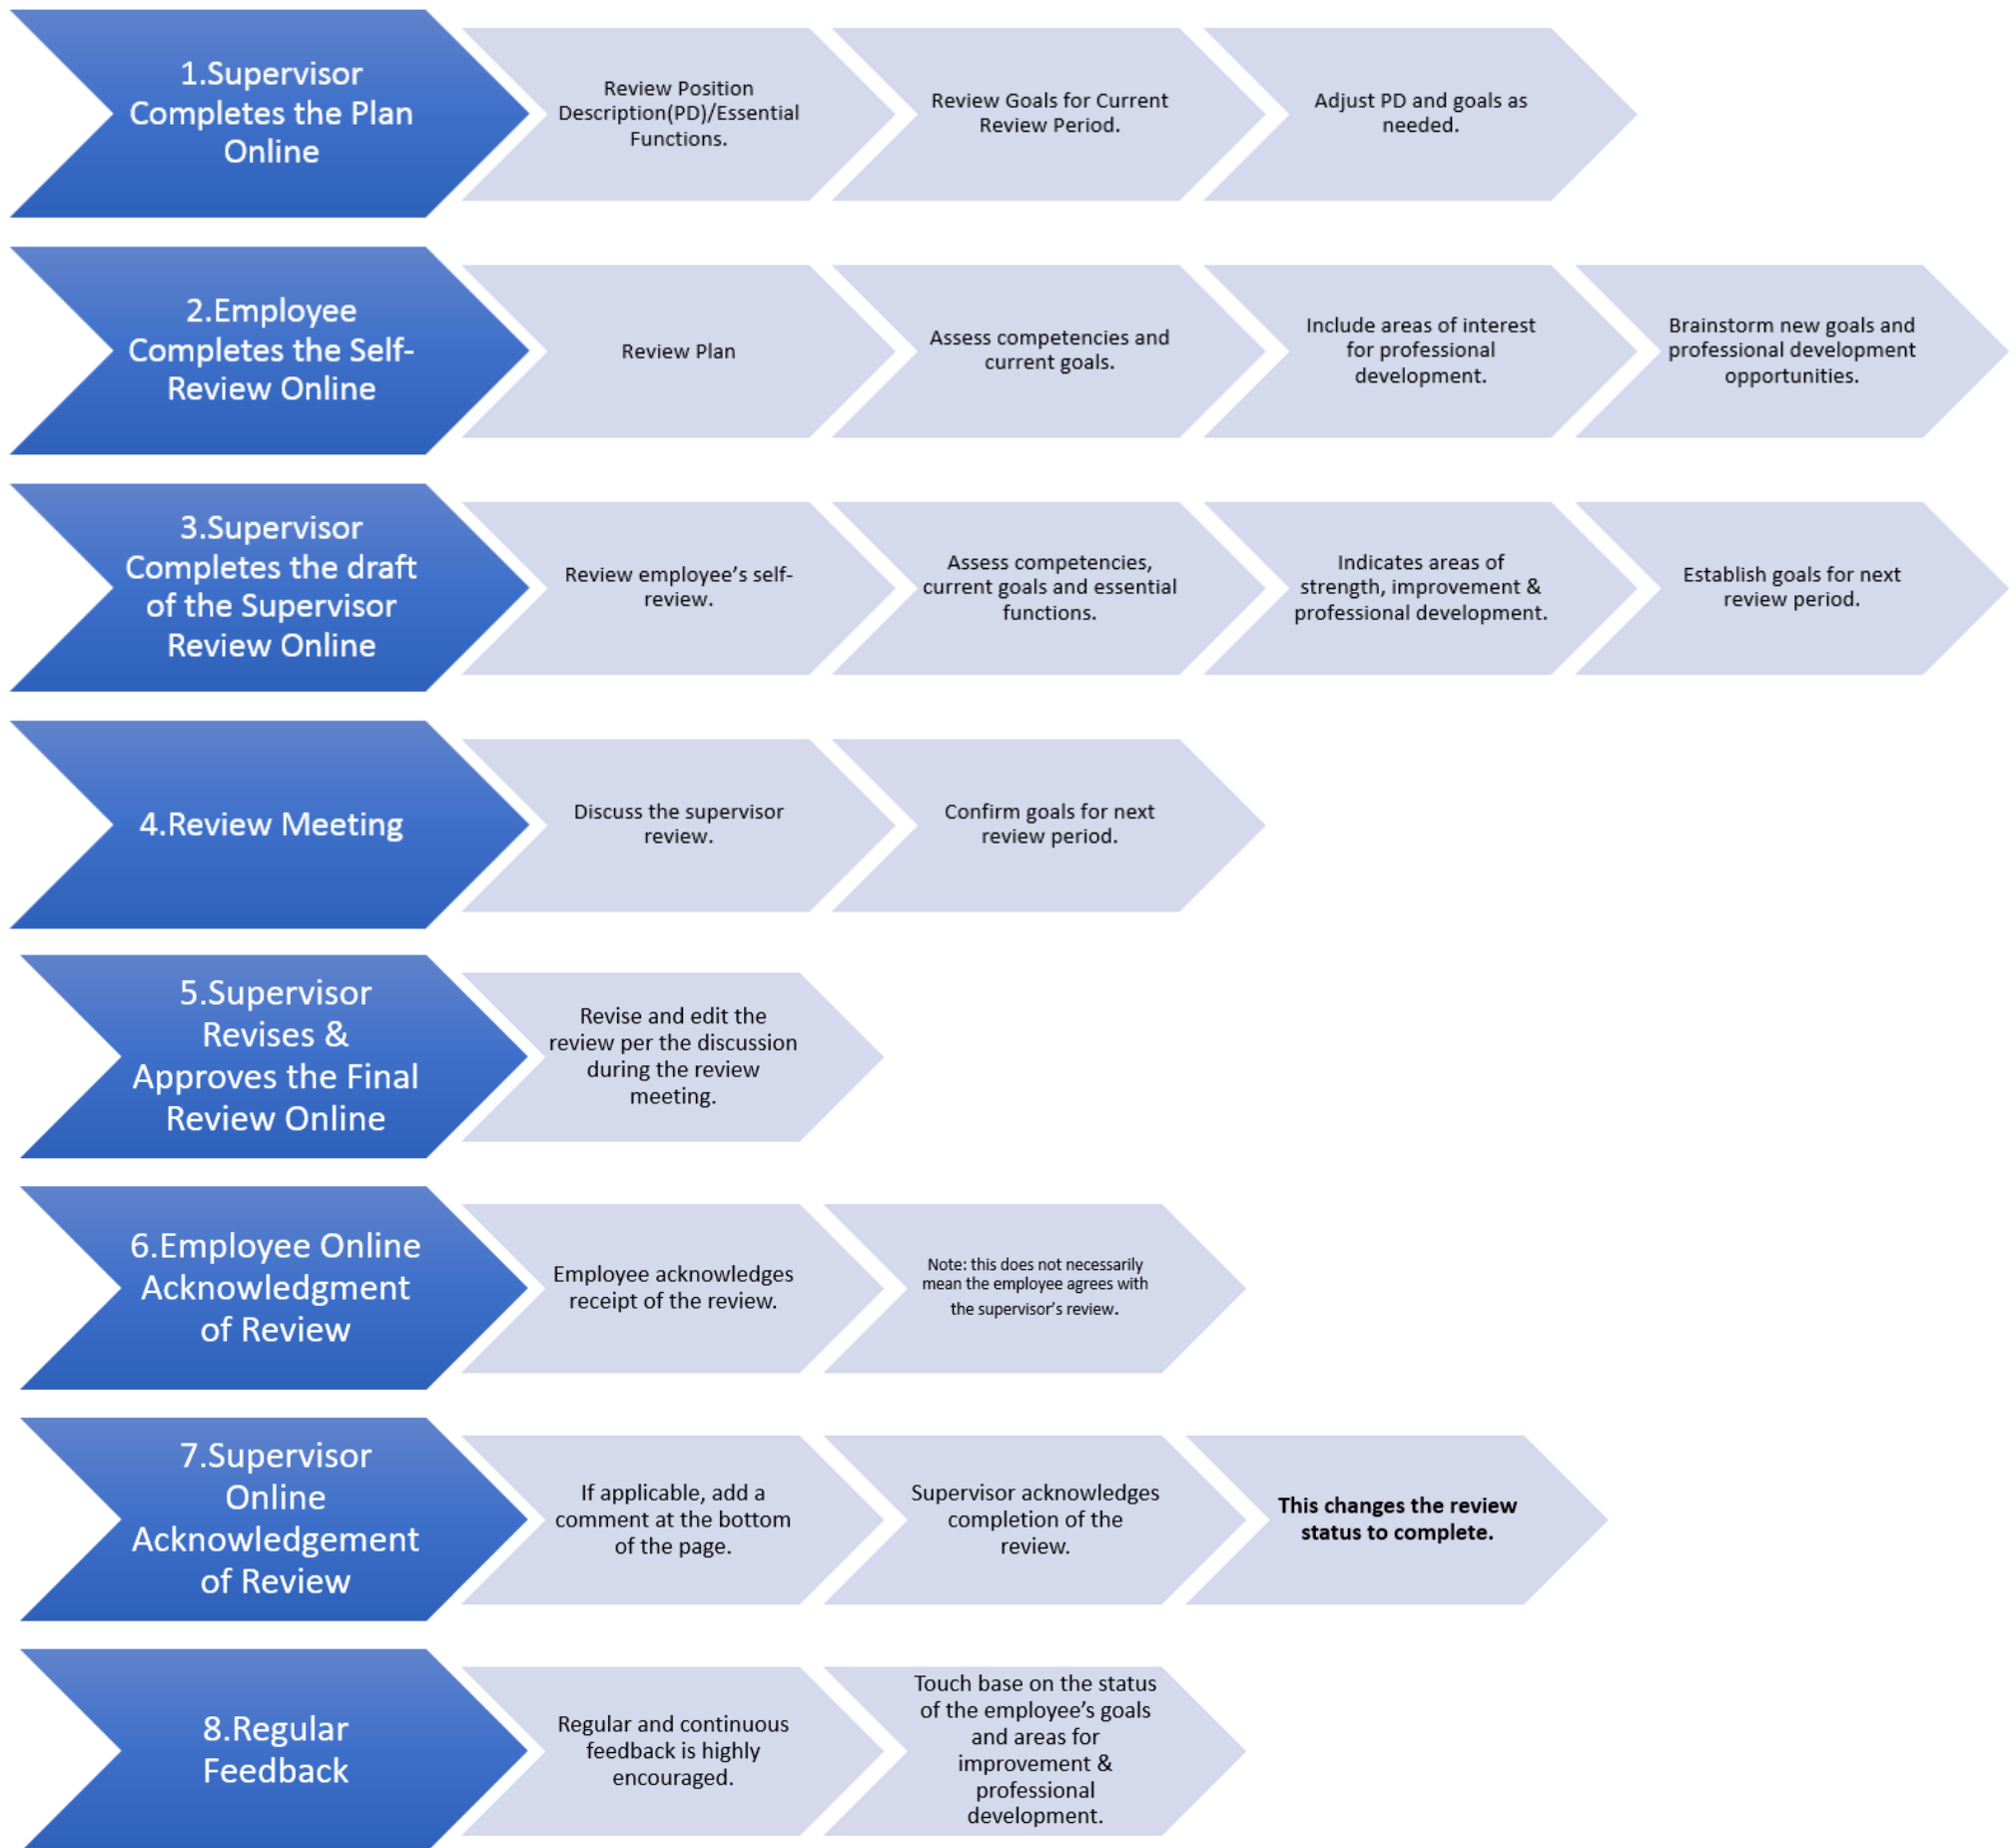 1.Supervisor
Completes the Plan
Online
Review Position
Description(PD)/Essential
Functions.
Review Goals for Current
Review Period.
Adjust PD and goals as
needed.
2.Employee
Completes the Self-
Review Online
Review Plan
Assess competencies and
current goals.
Include areas of interest
for professional
development.
Brainstorm new goals and
professional development
opportunities.
3.Supervisor
Completes the draft
of the Supervisor
Review Online
Review employee’s self-
review.
Assess competencies,
current goals and essential
functions.
Indicates areas of
strength, improvement &
professional development.
Establish goals for next
review period.
4.Review Meeting
Discuss the supervisor
review.
Confirm goals for next
review period.
5.Supervisor
Revises &
Approves the Final
Review Online
Revise and edit the
review per the discussion
during the review
meeting.
6.Employee Online
Acknowledgment
of Review
Employee acknowledges
receipt of the review.
Note: this does not necessarily
mean the employee agrees with
the supervisor’s review.
7.Supervisor
Online
Acknowledgement
of Review
If applicable, add a
comment at the bottom
of the page.
Supervisor acknowledges
completion of the
review.
This changes the review
status to complete.
8.Regular
Feedback
Regular and continuous
feedback is highly
encouraged.
Touch base on the status
of the employee’s goals
and areas for
improvement &
professional
development.